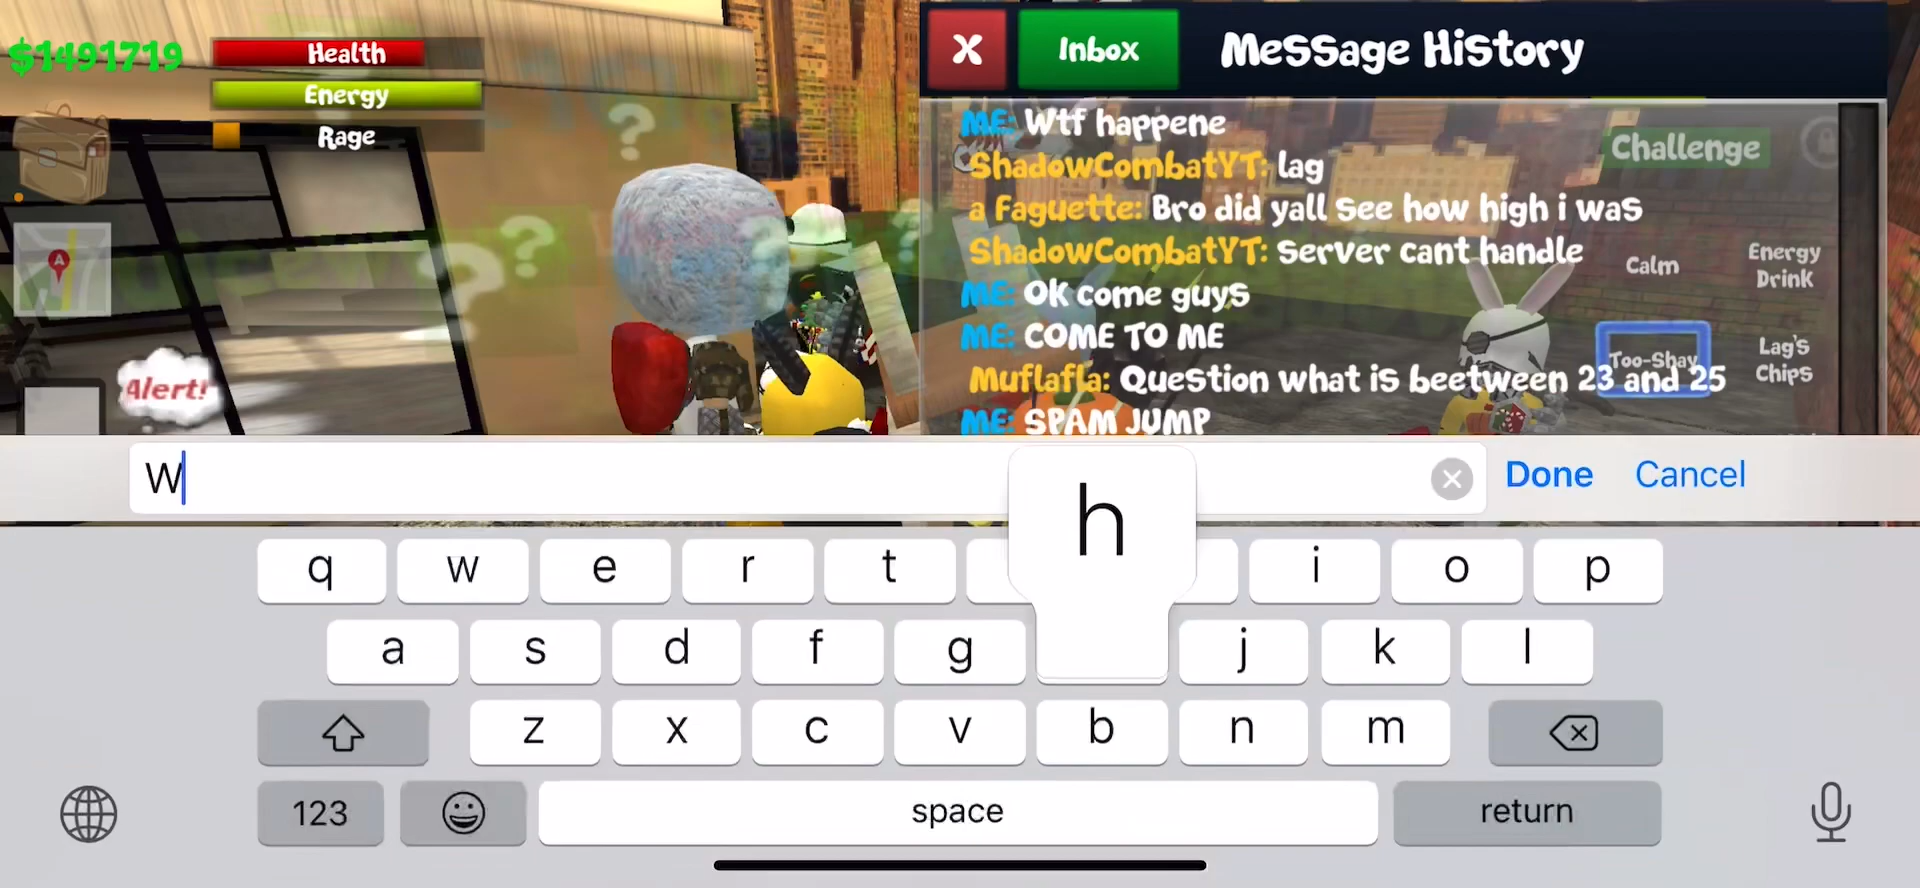 $1491719
Health
Energy
Rage
Alert!
A
X
Inbox
Message History
ME: Wtf happene
ShadowCombatYT: lag
a Faguette: Bro did yall see how high i was
ShadowCombatYT: Server cant handle
ME: OK come guys
ME: COME TO ME
Muflafla: Question what is beetween 23 and 25
ME: SPAM JUMP
Challenge
Calm
Energy
Drink
Too-Shay
Lag's
Chips
W
Done
Cancel
h
q w e r t i o p
a s d f g j k l
z x c v b n m
123
space
return